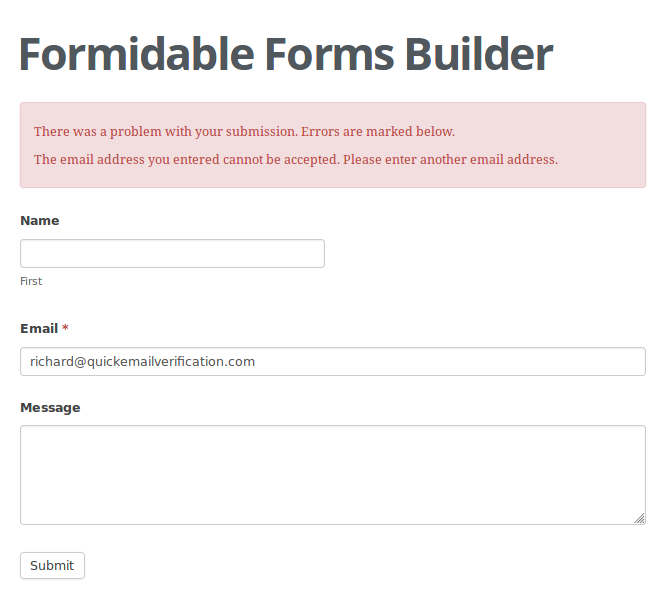 Formidable Forms Builder
There was a problem with your submission. Errors are marked below.
The email address you entered cannot be accepted. Please enter another email address.
Name
First
Email *
richard@quickemailverification.com
Message
Submit